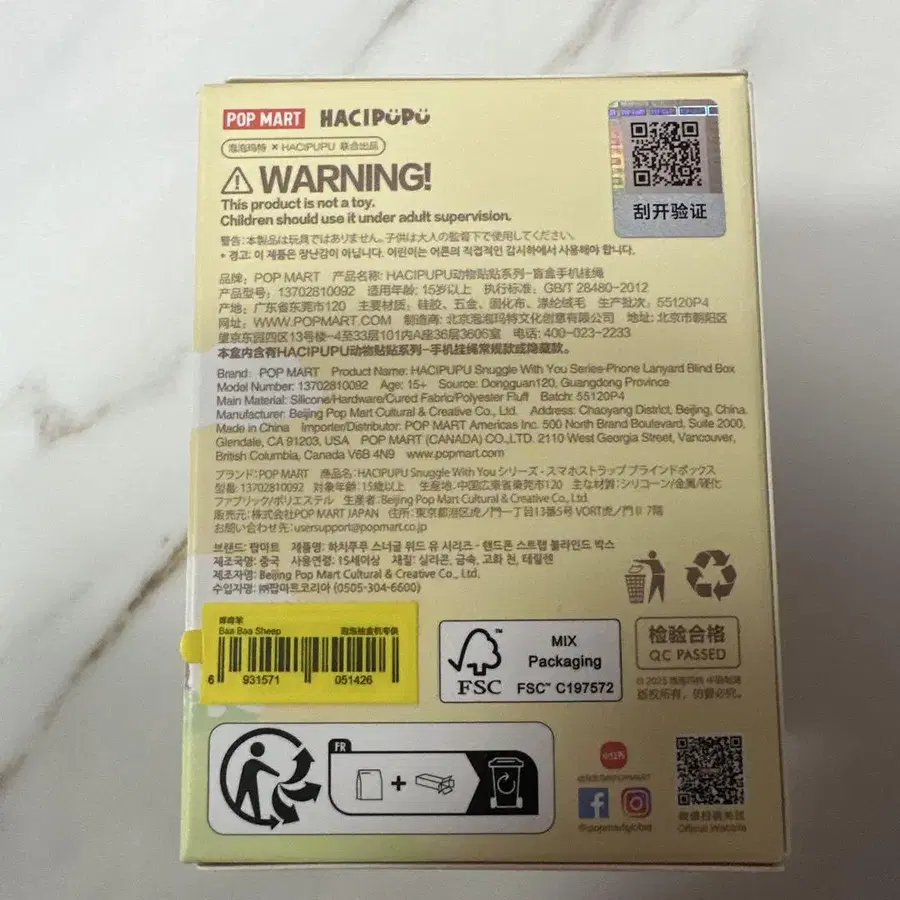 POP MART HACIPUPU
泡泡玛特 × HACIPUPU 联合出品
刮开验证
WARNING!
This product is not a toy.
Children should use it under adult supervision.
警告: 本製品は玩具ではありません。子供は大人の監督下で使用してください。
* 경고: 이 제품은 장난감이 아닙니다. 어린이는 어른의 직접적인 감시하에서 사용해야 합니다.
品牌: POP MART 产品名称: HACIPUPU动物贴贴系列-盲盒手机挂绳
产品型号: 13702810092 适用年龄: 15岁以上 执行标准: GB/T 28480-2012
产地: 广东省东莞市120 主要材质: 硅胶、五金、固化布、涤纶绒毛 生产批次: 55120P4
网址: WWW.POPMART.COM 制造商: 北京泡泡玛特文化创意有限公司 地址: 北京市朝阳区
望京东园四区13号楼-4至33层101内A座36层3606室 电话: 400-023-2233
本盒内含有HACIPUPU动物贴贴系列-手机挂绳常规款或隐藏款。
Brand: POP MART Product Name: HACIPUPU Snuggle With You Series-Phone Lanyard Blind Box
Model Number: 13702810092 Age: 15+ Source: Dongguan120, Guangdong Province
Main Material: Silicone/Hardware/Cured Fabric/Polyester Fluff Batch: 55120P4
Manufacturer: Beijing Pop Mart Cultural & Creative Co., Ltd. Address: Chaoyang District, Beijing, China.
Made in China Importer/Distributor: POP MART Americas Inc. 500 North Brand Boulevard, Suite 2000,
Glendale, CA 91203, USA POP MART (CANADA) CO.,LTD. 2110 West Georgia Street, Vancouver,
British Columbia, Canada V6B 4N9 www.popmart.com
ブランド: POP MART 商品名: HACIPUPU Snuggle With You シリーズ - スマホストラップ ブラインドボックス
型番: 13702810092 対象年齢: 15歳以上 生産地: 中国広東省東莞市120 主な材質: シリコーン/金属/硬化
ファブリック/ポリエステル 生産者: Beijing Pop Mart Cultural & Creative Co., Ltd.
販売元: 株式会社POP MART JAPAN 住所: 東京都港区虎ノ門一丁目13番5号 VORT虎ノ門II 7階
お問い合わせ先: usersupport@popmart.co.jp
브랜드: 팝마트 제품명: 하치푸푸 스너글 위드 유 시리즈 - 핸드폰 스트랩 블라인드 박스
제조국명: 중국 사용연령: 15세이상 재질: 실리콘, 금속, 고화 천, 테릴렌
제조자명: Beijing Pop Mart Cultural & Creative Co., Ltd.
수입자명: ㈜팝마트코리아 (0505-304-6600)
咩咩羊
Baa Baa Sheep 泡泡抽盒机专供
6 931571 051426
FSC
MIX
Packaging
FSC™ C197572
检验合格
QC PASSED
© 2025 泡泡玛特 中国制造
版权所有，仿冒必究。
FR
+
小红书
@popmartglobal
Official Website